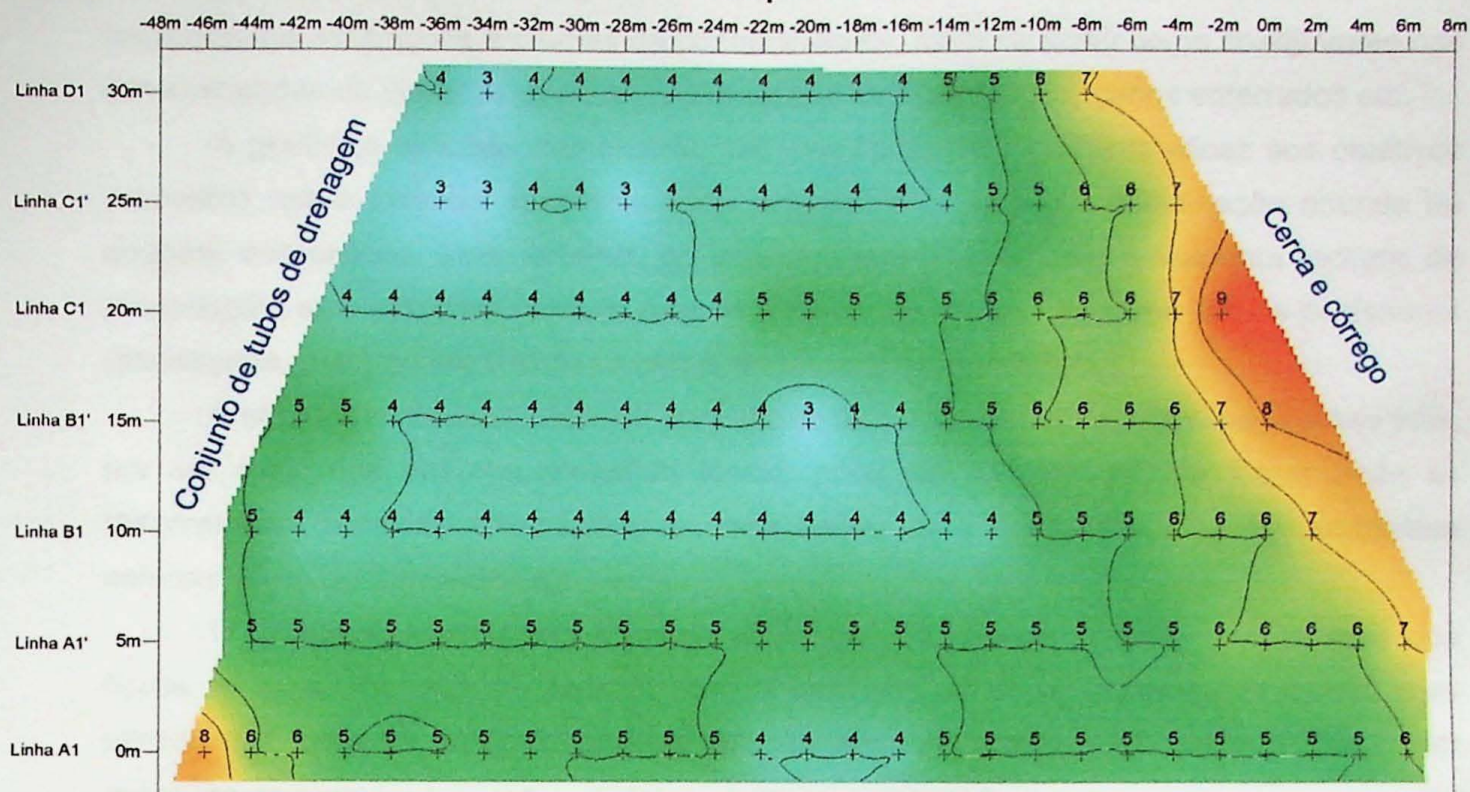 -48m -46m -44m -42m -40m -38m -36m -34m -32m -30m -28m -26m -24m -22m -20m -18m -16m -14m -12m -10m -8m -6m -4m -2m 0m 2m 4m 6m 8m
Linha D1 30m 4 3 4 4 4 4 4 4 4 4 4 5 5 6 7
Linha C1' 25m 3 3 4 4 3 4 4 4 4 4 4 4 5 5 6 6 7
Linha C1 20m 4 4 4 4 4 4 4 4 4 5 5 5 5 5 5 6 6 6 7 9
Linha B1' 15m 5 5 4 4 4 4 4 4 4 4 4 3 4 4 5 5 6 6 6 6 7 8
Linha B1 10m 5 4 4 4 4 4 4 4 4 4 4 4 4 4 4 4 4 5 5 5 6 6 6 7
Linha A1' 5m 5 5 5 5 5 5 5 5 5 5 5 5 5 5 5 5 5 5 5 5 5 6 6 6 6 7
Linha A1 0m 8 6 6 5 5 5 5 5 5 5 5 5 4 4 4 4 5 5 5 5 5 5 5 5 5 5 6
Conjunto de tubos de drenagem
Cerca e córrego